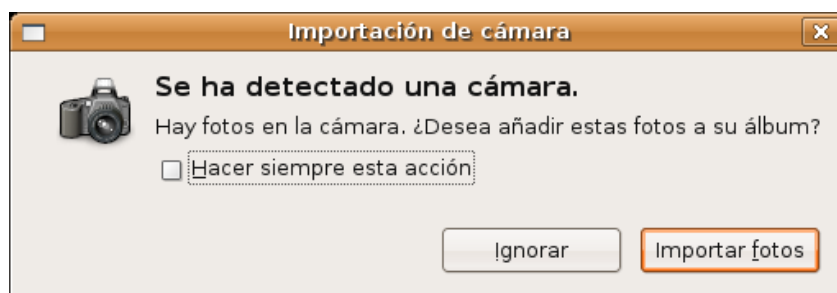 Importación de cámara
Se ha detectado una cámara.
Hay fotos en la cámara. ¿Desea añadir estas fotos a su álbum?
Hacer siempre esta acción
Ignorar
Importar fotos